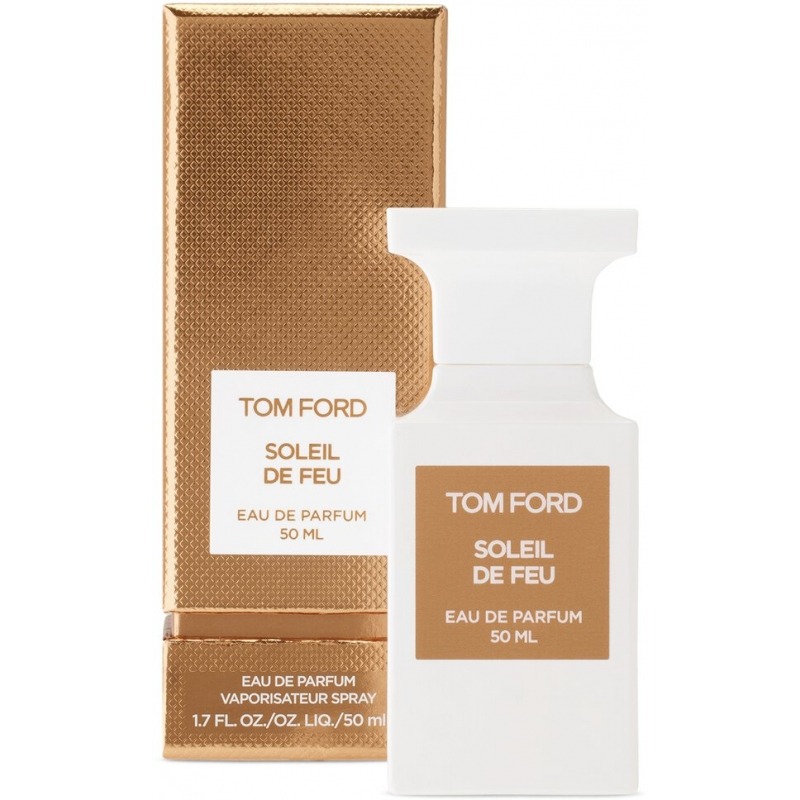 TOM FORD
SOLEIL
DE FEU
EAU DE PARFUM
50 ML
EAU DE PARFUM
VAPORISATEUR SPRAY
1.7 FL. OZ./OZ. LIQ./50 ml
TOM FORD
SOLEIL
DE FEU
EAU DE PARFUM
50 ML